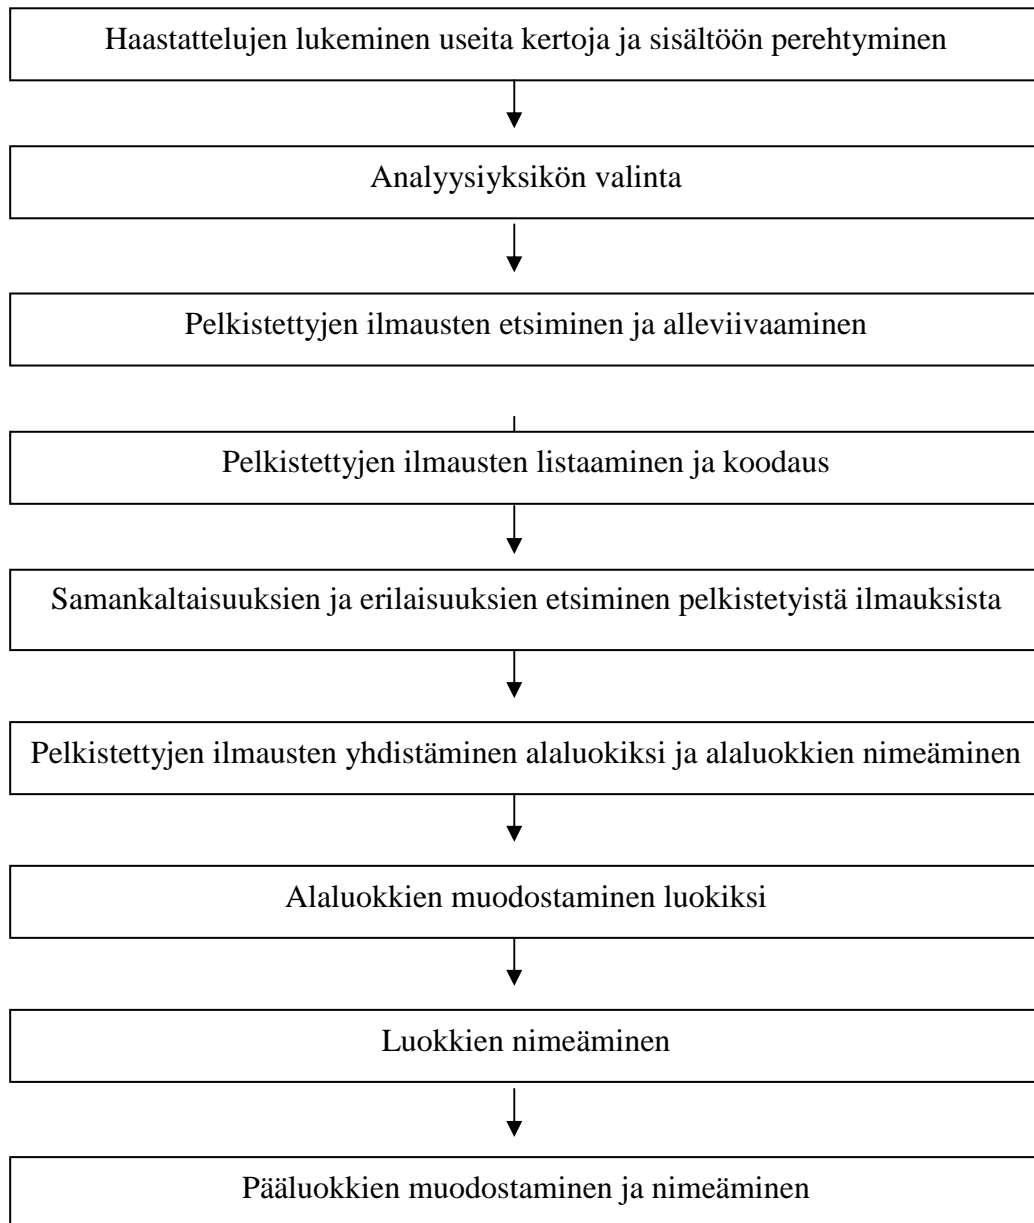 Haastattelujen lukeminen useita kertoja ja sisältöön perehtyminen
Analyysiyksikön valinta
Pelkistettyjen ilmausten etsiminen ja alleviivaaminen
Pelkistettyjen ilmausten listaaminen ja koodaus
Samankaltaisuuksien ja erilaisuuksien etsiminen pelkistetyistä ilmauksista
Pelkistettyjen ilmausten yhdistäminen alaluokiksi ja alaluokkien nimeäminen
Alaluokkien muodostaminen luokiksi
Luokkien nimeäminen
Pääluokkien muodostaminen ja nimeäminen